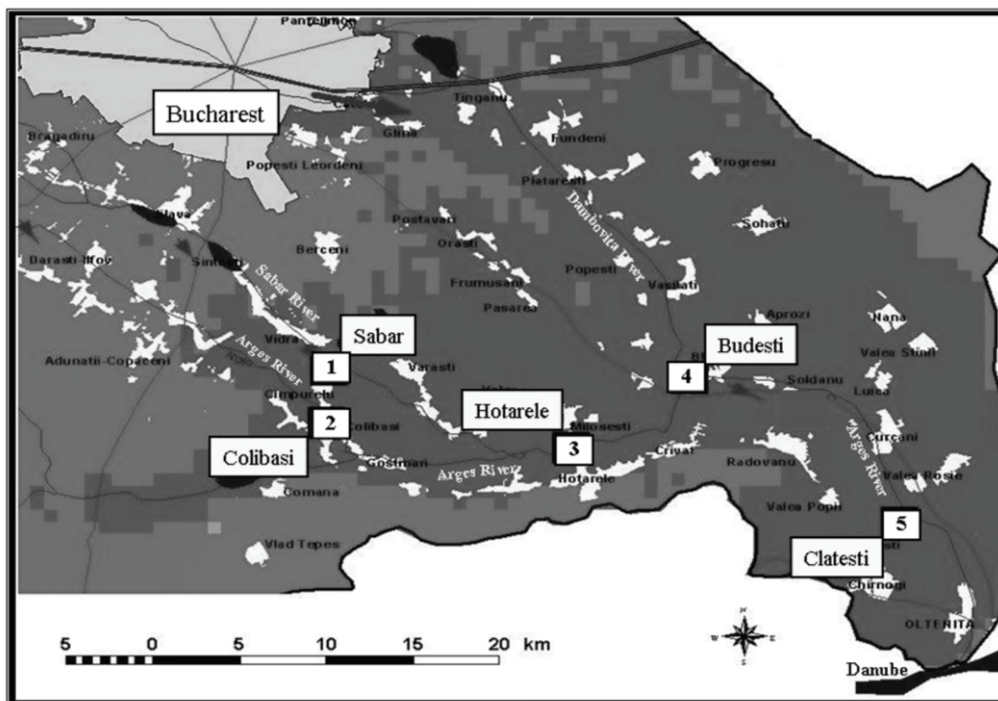 Pantelimon
Bucharest
Tinganu
Glina
Fundeni
Bragadiru
Popesti Leordeni
Piataresti
Progresu
Dambovita River
Postavari
Sohatu
Orasti
Berceni
Darasti-Ilfov
Sintesti
Sabar River
Frumusani
Popesti
Vasilati
Pasarea
Aprozi
Nana
Vidra
Sabar
Budesti
Valea Stanii
Adunatii-Copaceni
Arges River
1
Varasti
4
Soldanu
Luica
Cimpurelu
Hotarele
2
Colibasi
Milosesti
Curcani
Colibasi
3
Gostinari
Arges River
Crivat
Radovanu
Arges River
Valea Rosie
Comana
Hotarele
Valea Popii
5
Vlad Tepes
Clatesti
Chirnogi
OLTENITA
5 0 5 10 15 20 km
N
W E
S
Danube